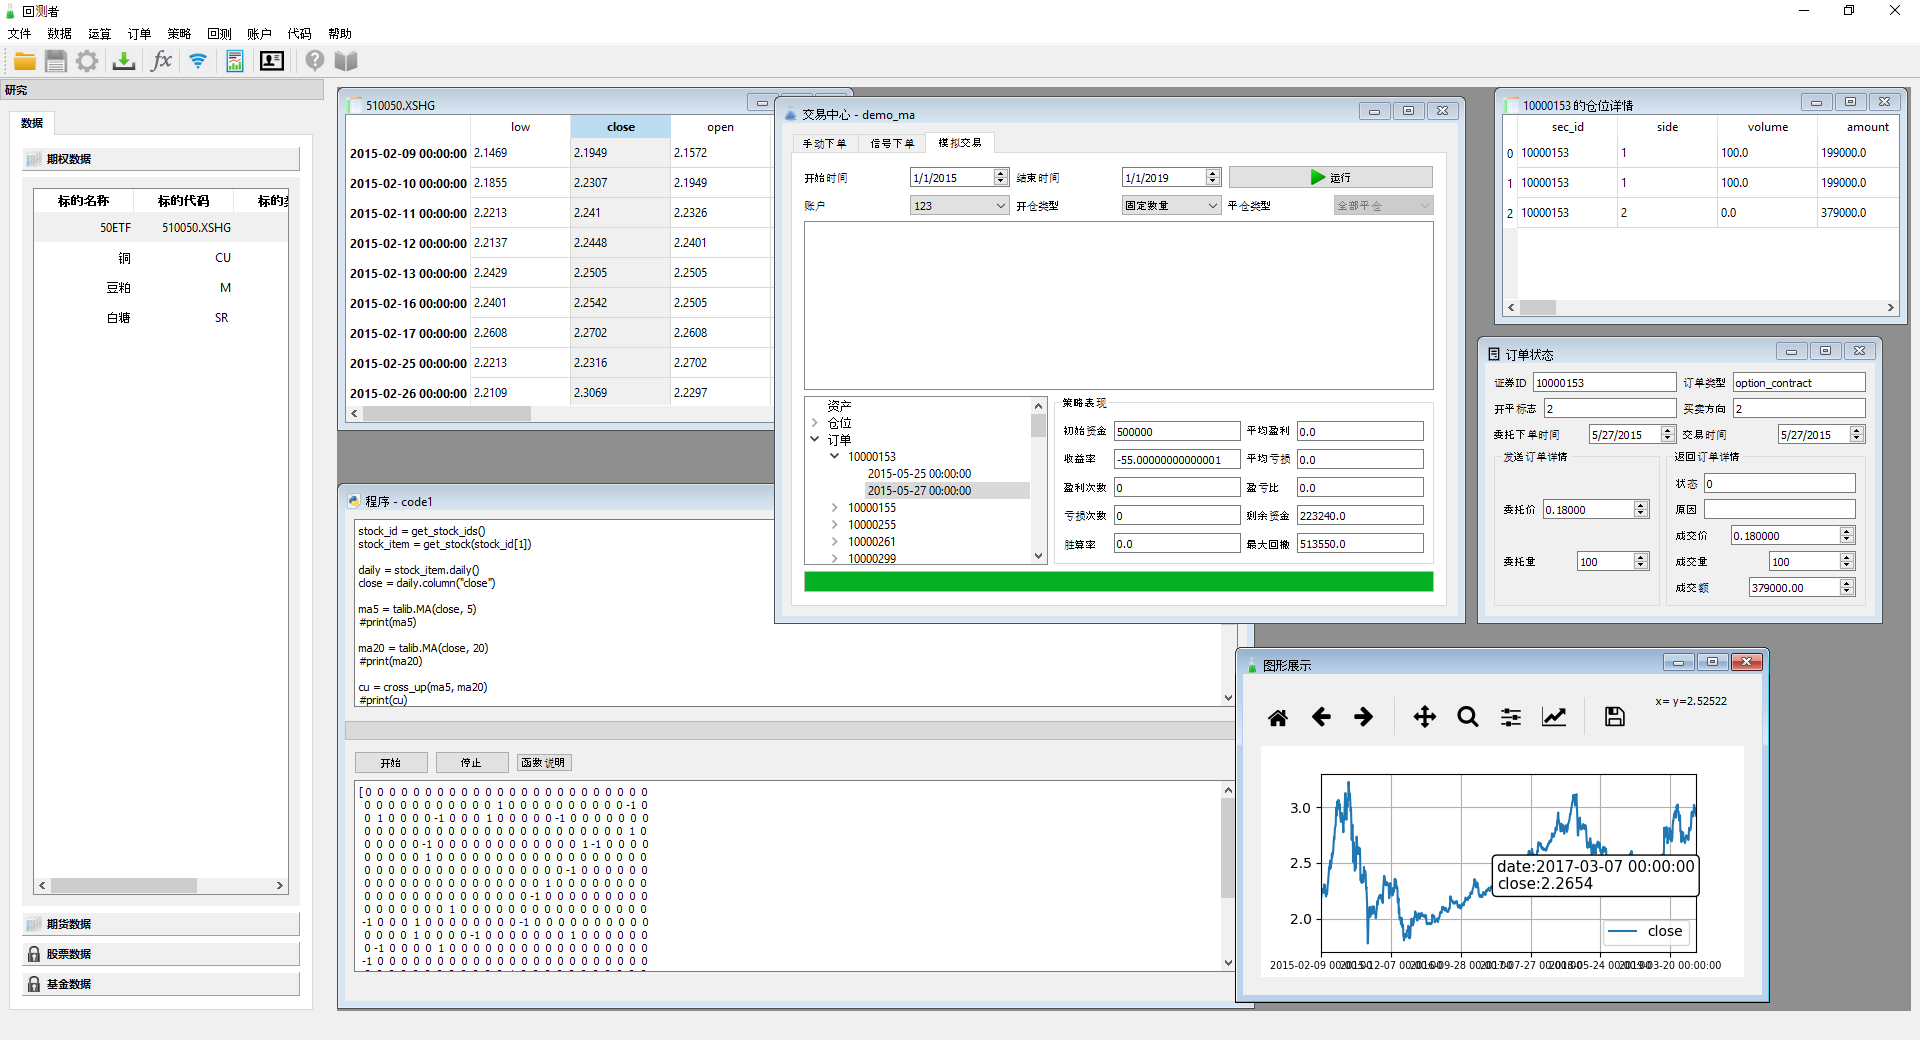 回测者
文件 数据 运算 订单 策略 回测 账户 代码 帮助
研究
数据
期权数据
标的名称 标的代码
50ETF 510050.XSHG
铜 CU
豆粕 M
白糖 SR
期货数据
股票数据
基金数据
510050.XSHG
low close open
2015-02-09 00:00:00 2.1469 2.1949 2.1572
2015-02-10 00:00:00 2.1855 2.2307 2.1949
2015-02-11 00:00:00 2.2213 2.241 2.2326
2015-02-12 00:00:00 2.2137 2.2448 2.2401
2015-02-13 00:00:00 2.2429 2.2505 2.2505
2015-02-16 00:00:00 2.2401 2.2542 2.2505
2015-02-17 00:00:00 2.2608 2.2702 2.2608
2015-02-25 00:00:00 2.2213 2.2316 2.2702
2015-02-26 00:00:00 2.2109 2.3069 2.2297
程序 - code1
stock_id = get_stock_ids()
stock_item = get_stock(stock_id[1])
daily = stock_item.daily()
close = daily.column("close")
ma5 = talib.MA(close, 5)
#print(ma5)
ma20 = talib.MA(close, 20)
#print(ma20)
cu = cross_up(ma5, ma20)
#print(cu)
开始 停止 函数说明
[0 0 0 0 0 0 0 0 0 0 0 0 0 0 0 0 0 0 0 0 0 0 0 0
0 0 0 0 0 0 0 0 0 0 0 1 0 0 0 0 0 0 0 0 0 0 -1 0
0 1 0 0 0 0 -1 0 0 0 1 0 0 0 0 0 -1 0 0 0 0 0 0 0
0 0 0 0 0 0 0 0 0 0 0 0 0 0 0 0 0 0 0 0 0 0 1 0
0 0 0 0 0 -1 0 0 0 0 0 0 0 0 0 0 0 0 1 -1 0 0 0 0
0 0 0 0 0 1 0 0 0 0 0 0 0 0 0 0 0 0 0 0 0 0 0 0
0 0 0 0 0 0 0 0 0 0 0 0 0 0 0 0 0 -1 0 0 0 0 0 0
0 0 0 0 0 0 0 0 0 0 0 0 0 0 0 1 0 0 0 0 0 0 0 0
0 0 0 0 0 0 0 0 0 0 0 0 0 0 -1 0 0 0 0 0 0 0 0 0
0 0 0 0 0 0 0 1 0 0 0 0 0 0 0 0 0 0 0 0 0 0 0 0
-1 0 0 0 1 0 0 0 0 0 0 0 0 -1 0 0 0 0 0 0 0 0 0 0
0 0 0 0 1 0 0 0 0 -1 0 0 0 0 0 0 0 1 0 0 0 0 0 0
0 -1 0 0 0 0 1 0 0 0 0 0 0 0 0 0 0 0 0 0 0 0 0 0
-1 0 0 0 0 0 0 0 0 0 0 0 0 0 0 0 0 0 0 0 0 0 0 0
交易中心 - demo_ma
手动下单 信号下单 模拟交易
开始时间 1/1/2015 结束时间 1/1/2019 运行
账户 123 开仓类型 固定数量 平仓类型 全部平仓
资产
仓位
订单
10000153
2015-05-25 00:00:00
2015-05-27 00:00:00
10000155
10000255
10000261
10000299
策略表现
初始资金 500000 平均盈利 0.0
收益率 -55.00000000000001 平均亏损 0.0
盈利次数 0 盈亏比 0.0
亏损次数 0 剩余资金 223240.0
胜算率 0.0 最大回撤 513550.0
10000153的仓位详情
sec_id side volume amount
0 10000153 1 100.0 199000.0
1 10000153 1 100.0 199000.0
2 10000153 2 0.0 379000.0
订单状态
证券ID 10000153 订单类型 option_contract
开平标志 2 买卖方向 2
委托下单时间 5/27/2015 交易时间 5/27/2015
发送订单详情 返回订单详情
状态 0
委托价 0.18000 原因
成交价 0.180000
委托量 100 成交量 100
成交额 379000.00
图形展示
x= y=2.52522
3.0
2.5
2.0
date:2017-03-07 00:00:00
close:2.2654
close
2015-02-09 00:00:00